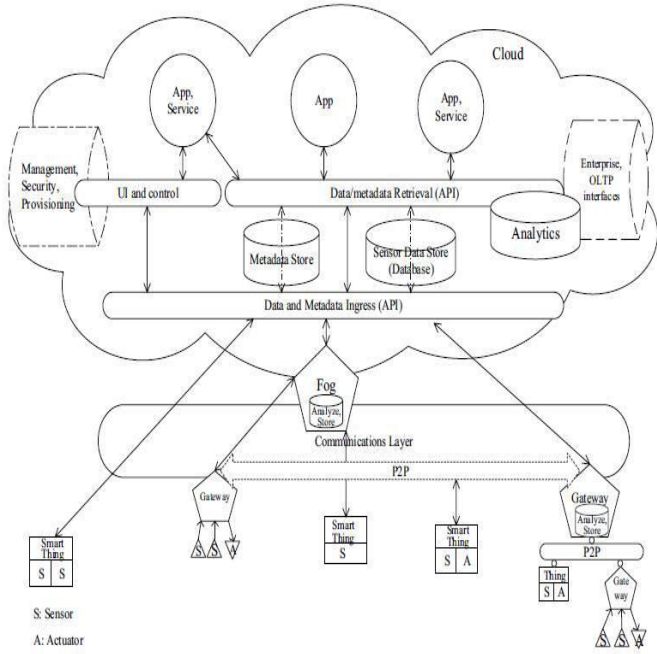 Cloud
App,
Service
App
App,
Service
Management,
Security,
Provisioning
Enterprise,
OLTP
interfaces
UI and control
Data/metadata Retrieval (API)
Analytics
Metadata Store
Sensor Data Store
(Database)
Data and Metadata Ingress (API)
Fog
Analyze,
Store
Communications Layer
P2P
Gateway
Gateway
Analyze,
Store
Smart
Thing
S S
S S A
Smart
Thing
S
Smart
Thing
S A
P2P
Thing
S A
Gate
way
S S A
S: Sensor
A: Actuator